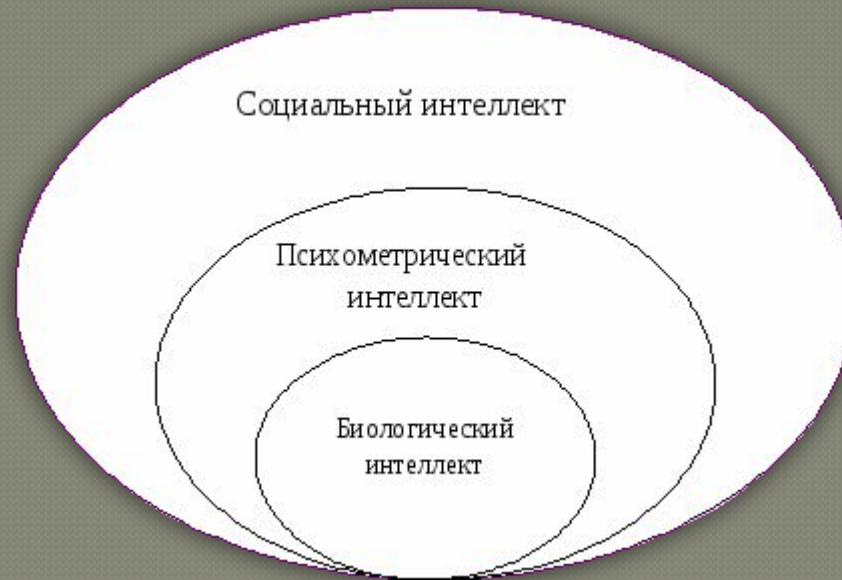 Социальный интеллект
Психометрический
интеллект
Биологический
интеллект